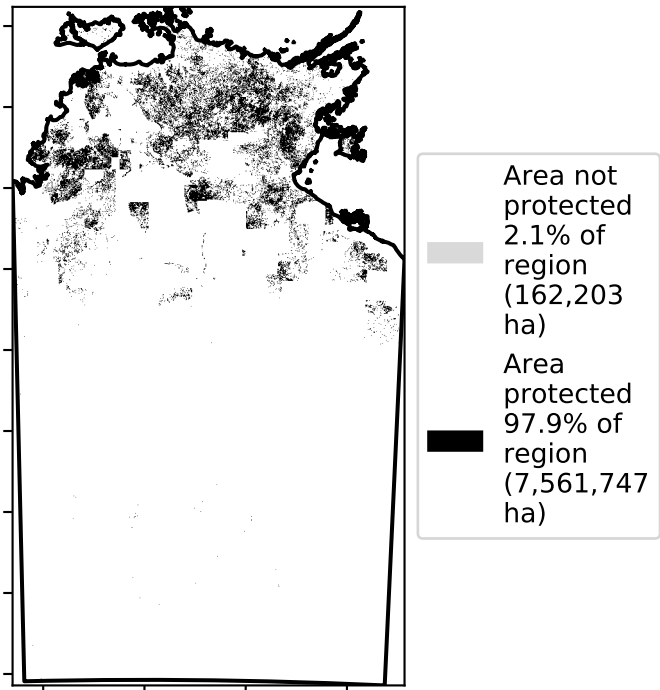 Area not
protected
2.1% of
region
(162,203
ha)
Area
protected
97.9% of
region
(7,561,747
ha)